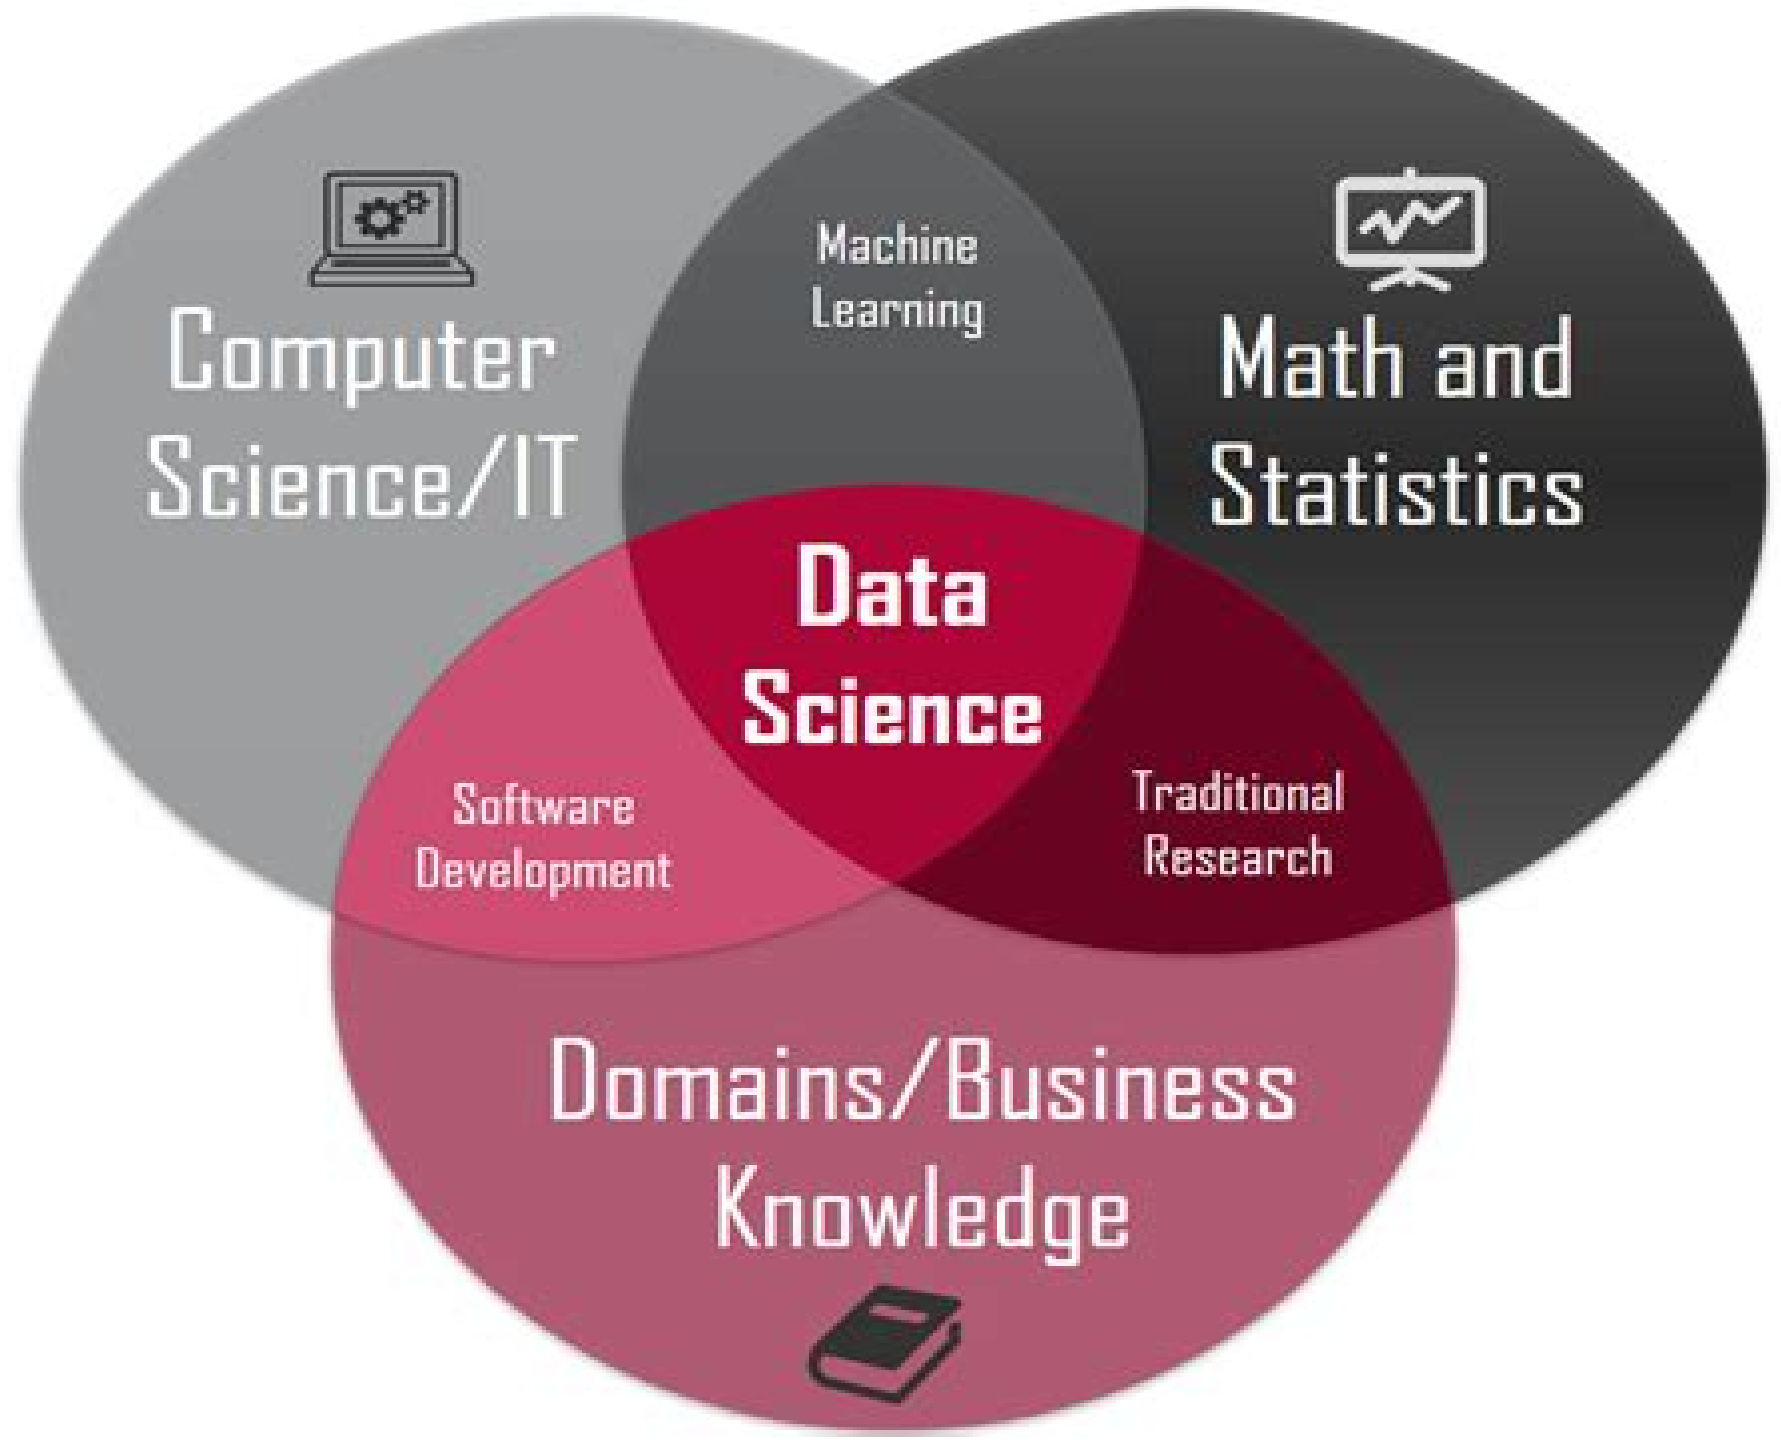 Machine
Learning
Computer
Science/IT
Math and
Statistics
Data
Science
Software
Development
Traditional
Research
Domains/Business
Knowledge